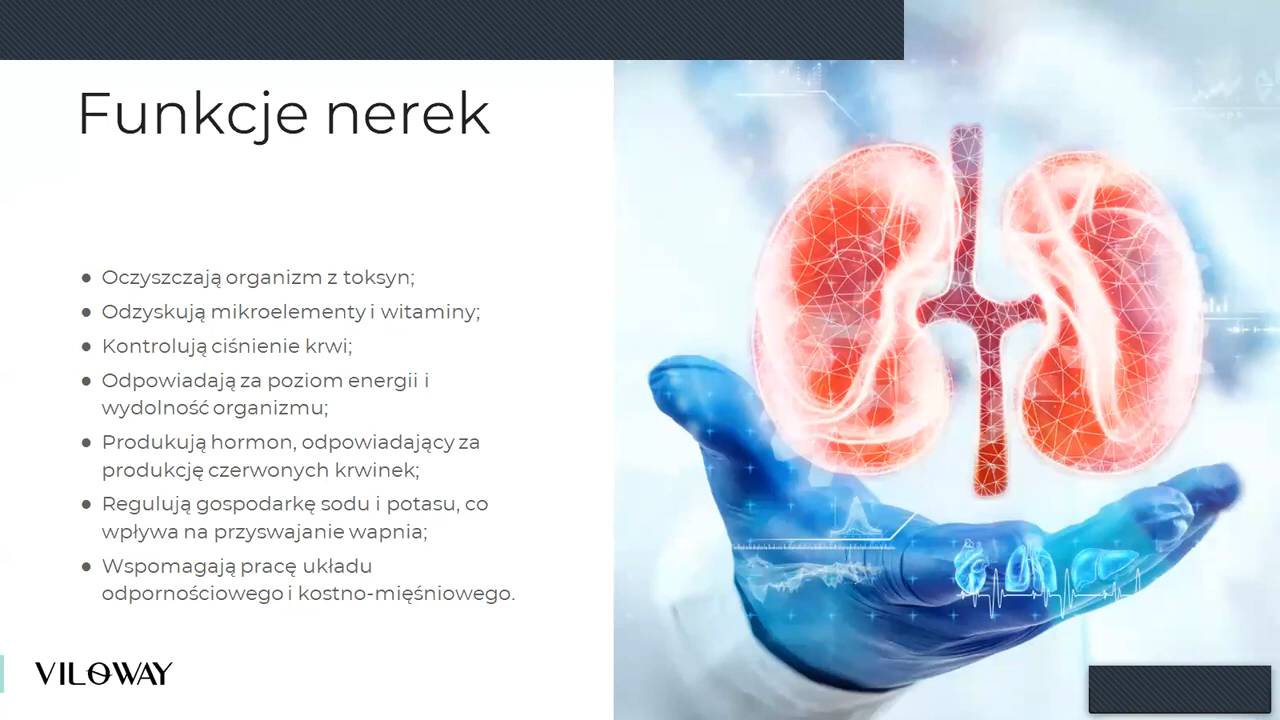 Funkcje nerek
● Oczyszczają organizm z toksyn;
● Odzyskują mikroelementy i witaminy;
● Kontrolują ciśnienie krwi;
● Odpowiadają za poziom energii i
wydolność organizmu;
● Produkują hormon, odpowiadający za
produkcję czerwonych krwinek;
● Regulują gospodarkę sodu i potasu, co
wpływa na przyswajanie wapnia;
● Wspomagają pracę układu
odpornościowego i kostno-mięśniowego.
VILOWAY